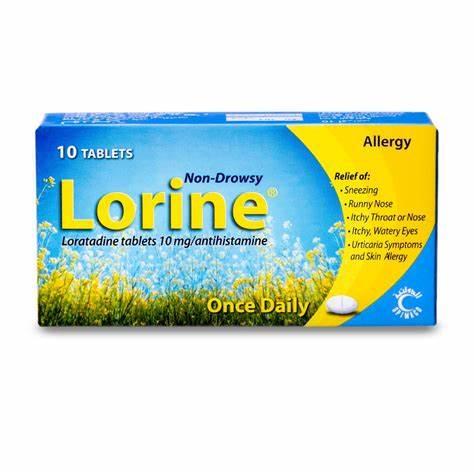 10 TABLETS
Non-Drowsy
Lorine®
Loratadine tablets 10 mg/antihistamine
Once Daily
Allergy
Relief of:
• Sneezing
• Runny Nose
• Itchy Throat or Nose
• Itchy, Watery Eyes
• Urticaria Symptoms
and Skin Allergy
SPIMACO